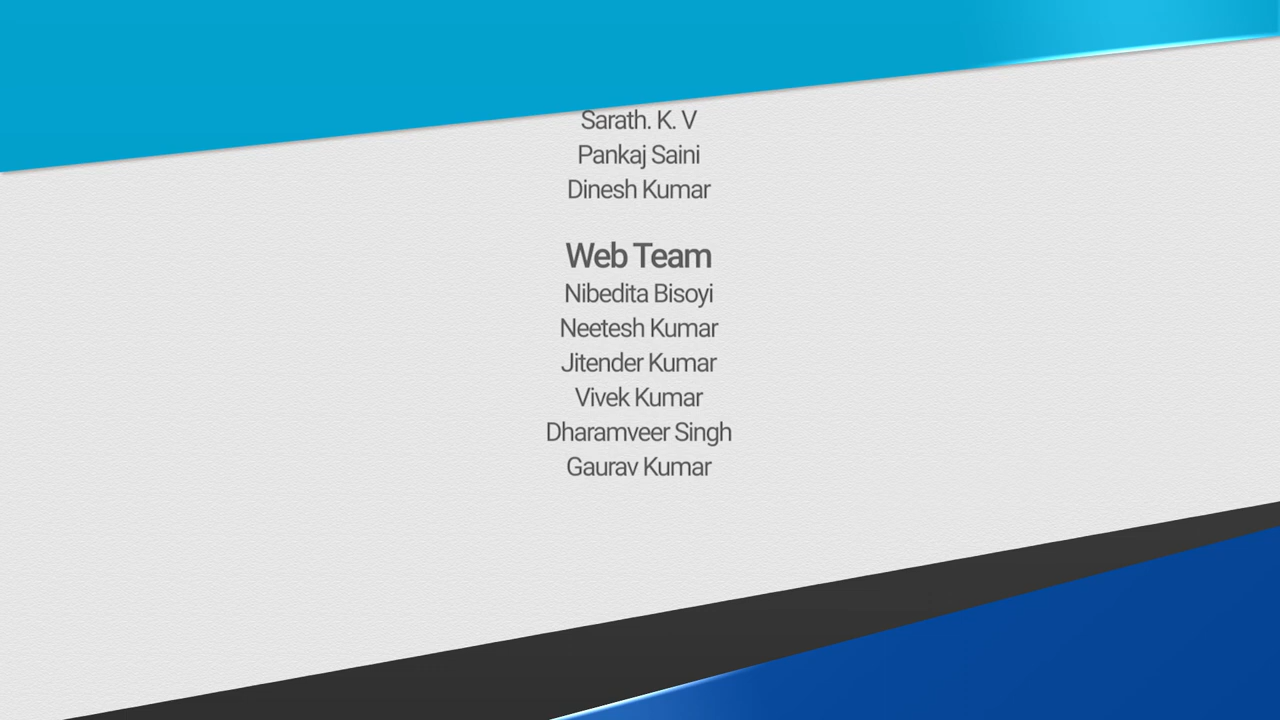 Sarath. K. V
Pankaj Saini
Dinesh Kumar
Web Team
Nibedita Bisoyi
Neetesh Kumar
Jitender Kumar
Vivek Kumar
Dharamveer Singh
Gaurav Kumar